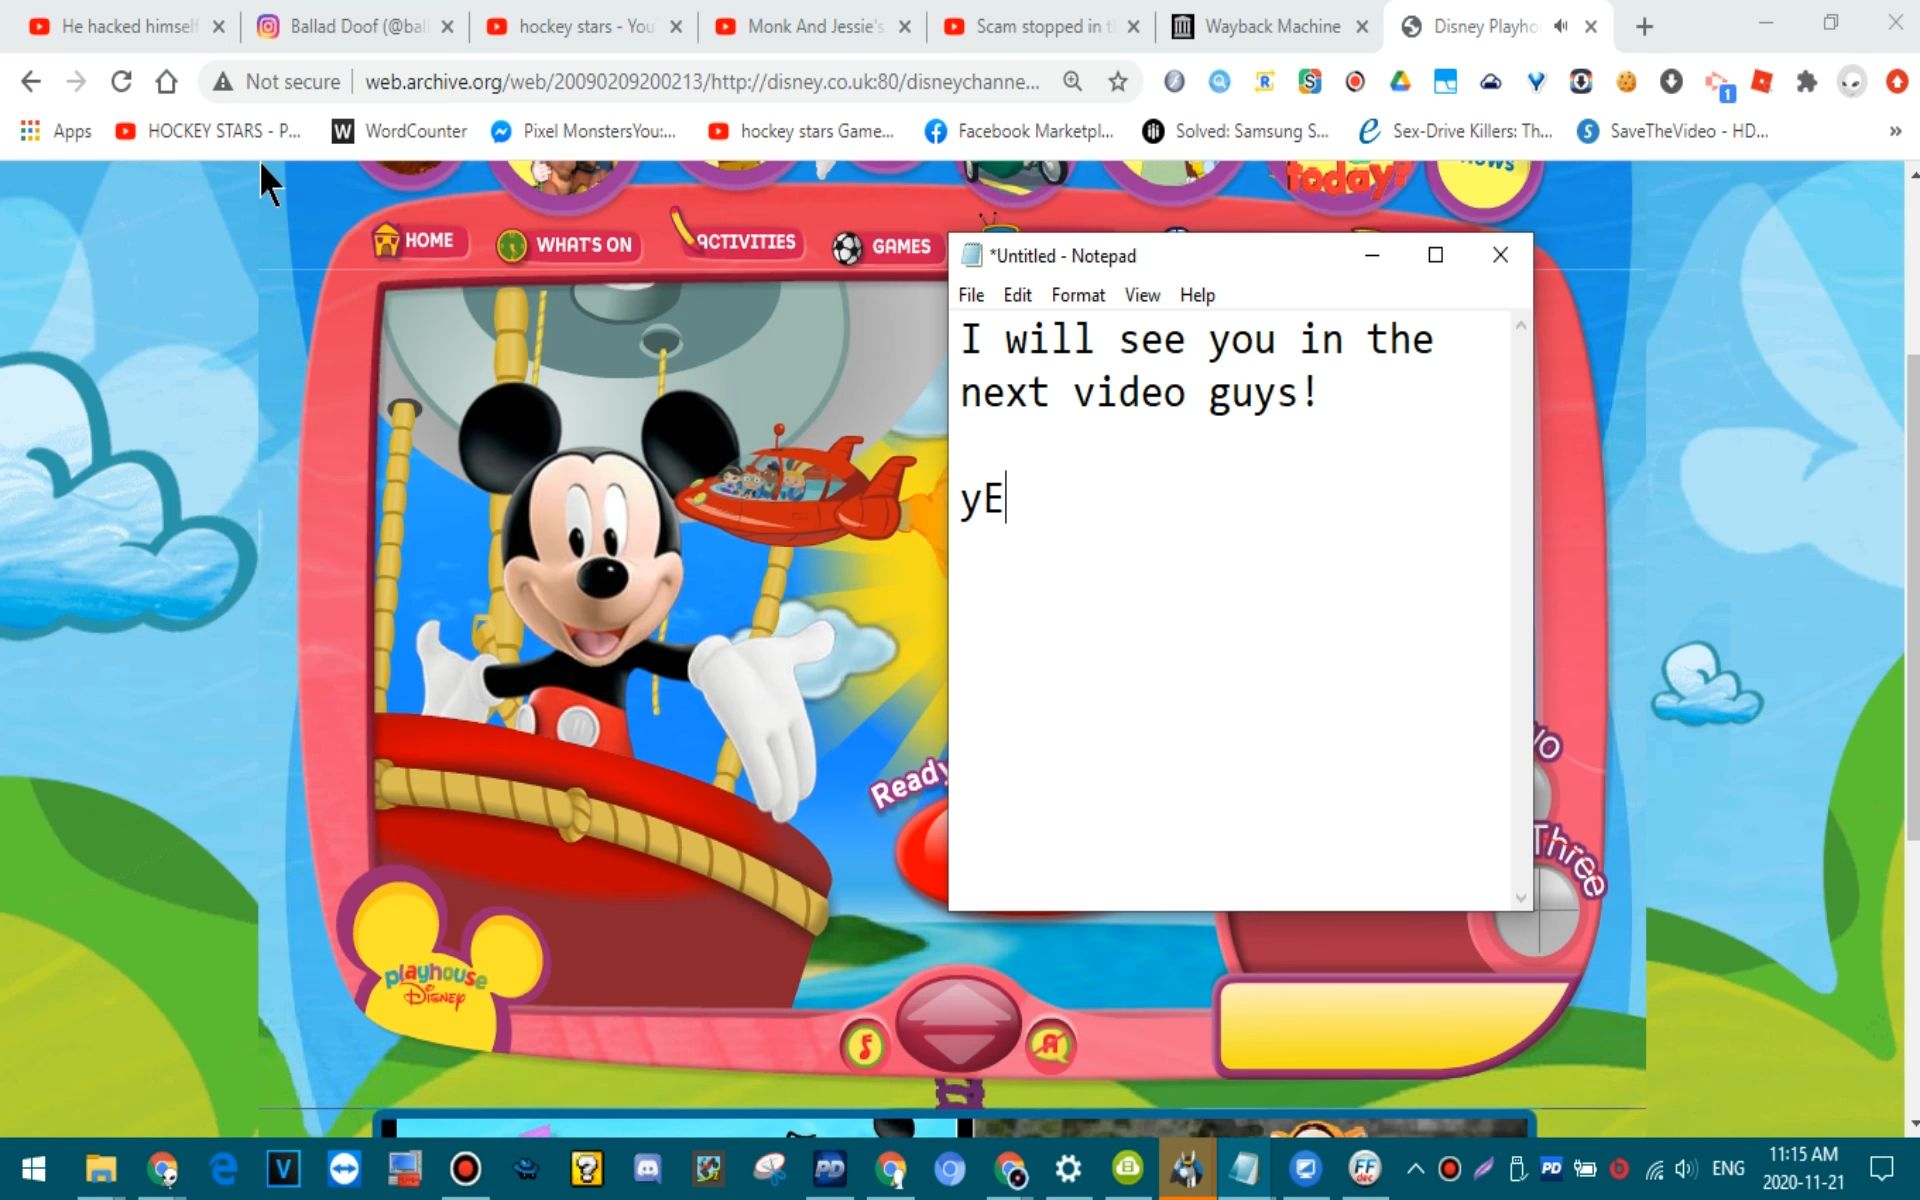 He hacked himself
Ballad Doof (@bal
hockey stars - You
Monk And Jessie's
Scam stopped in t
Wayback Machine
Disney Playho
Not secure
web.archive.org/web/20090209200213/http://disney.co.uk:80/disneychanne...
1
Apps
HOCKEY STARS - P...
WordCounter
Pixel MonstersYou:...
hockey stars Game...
Facebook Marketpl...
Solved: Samsung S...
Sex-Drive Killers: Th...
SaveTheVideo - HD...
»
today?
HOME
WHAT'S ON
ACTIVITIES
GAMES
*Untitled - Notepad
File Edit Format View Help
I will see you in the
next video guys!
yE
Ready
Three
playhouse
Disney
ENG
11:15 AM
2020-11-21